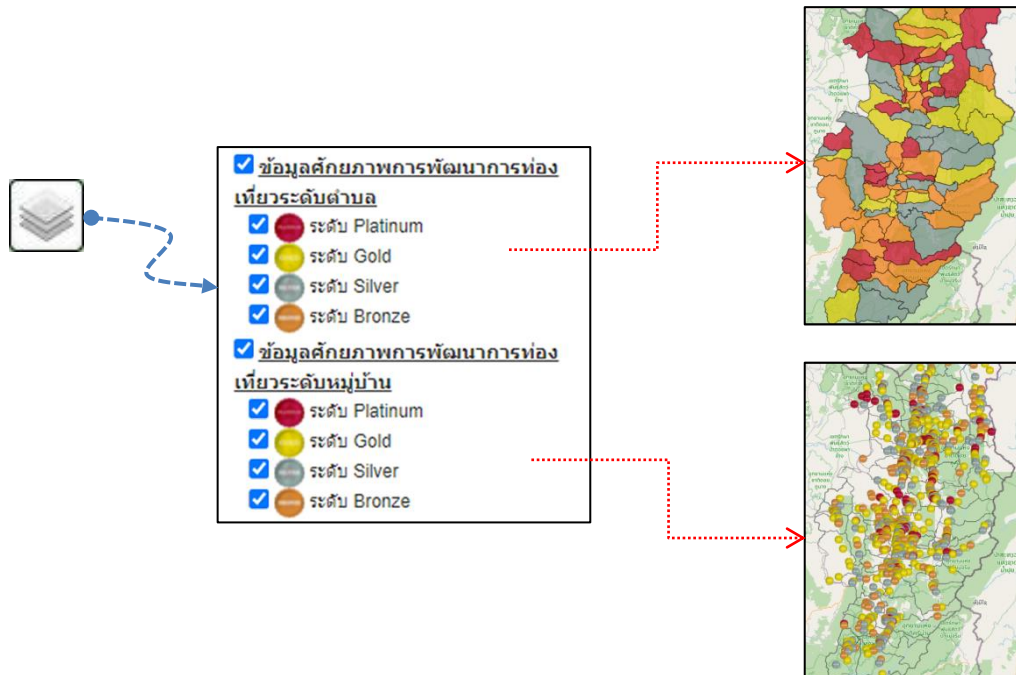 ข้อมูลศักยภาพการพัฒนาการท่อง
เที่ยวระดับตำบล
ระดับ Platinum
ระดับ Gold
ระดับ Silver
ระดับ Bronze
ข้อมูลศักยภาพการพัฒนาการท่อง
เที่ยวระดับหมู่บ้าน
ระดับ Platinum
ระดับ Gold
ระดับ Silver
ระดับ Bronze